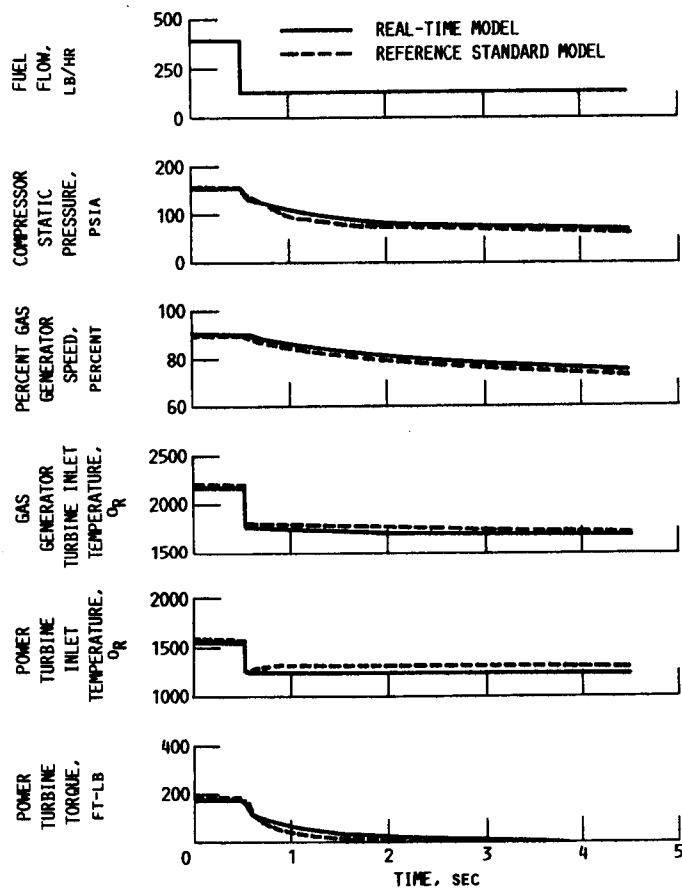 REAL-TIME MODEL
REFERENCE STANDARD MODEL
FUEL
FLOW,
LB/HR
500
250
0
COMPRESSOR
STATIC
PRESSURE,
PSIA
200
100
0
PERCENT GAS
GENERATOR
SPEED,
PERCENT
100
80
60
GAS
GENERATOR
TURBINE INLET
TEMPERATURE,
OR
2500
2000
1500
POWER
TURBINE
INLET
TEMPERATURE,
OR
2000
1500
1000
POWER
TURBINE
TORQUE,
FT-LB
400
200
0 1 2 3 4 5
TIME, SEC